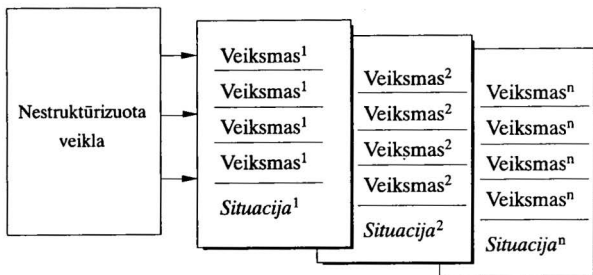 Nestruktūrizuota
veikla
Veiksmas¹
Veiksmas¹
Veiksmas¹
Veiksmas¹
Situacija¹
Veiksmas²
Veiksmas²
Veiksmas²
Veiksmas²
Situacija²
Veiksmasⁿ
Veiksmasⁿ
Veiksmasⁿ
Veiksmasⁿ
Situacijaⁿ